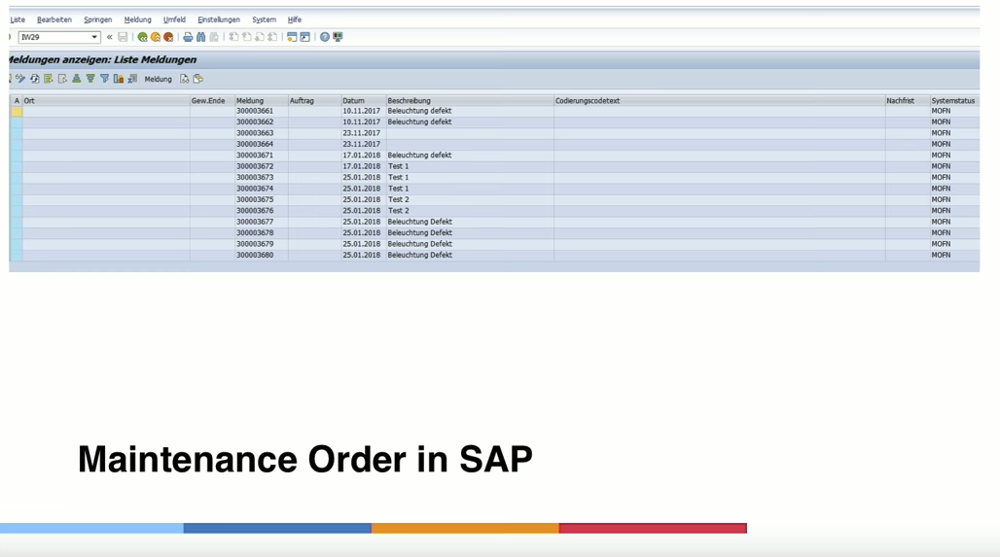 Liste Bearbeiten Springen Meldung Umfeld Einstellungen System Hilfe
IW29
Meldungen anzeigen: Liste Meldungen
Meldung
A Ort Gew.Ende Meldung Auftrag Datum Beschreibung Codierungscodetext Nachfrist Systemstatus
300003661 10.11.2017 Beleuchtung defekt MOFN
300003662 10.11.2017 Beleuchtung defekt MOFN
300003663 23.11.2017 MOFN
300003664 23.11.2017 MOFN
300003671 17.01.2018 Beleuchtung defekt MOFN
300003672 17.01.2018 Test 1 MOFN
300003673 25.01.2018 Test 1 MOFN
300003674 25.01.2018 Test 1 MOFN
300003675 25.01.2018 Test 2 MOFN
300003676 25.01.2018 Test 2 MOFN
300003677 25.01.2018 Beleuchtung Defekt MOFN
300003678 25.01.2018 Beleuchtung Defekt MOFN
300003679 25.01.2018 Beleuchtung Defekt MOFN
300003680 25.01.2018 Beleuchtung Defekt MOFN
Maintenance Order in SAP